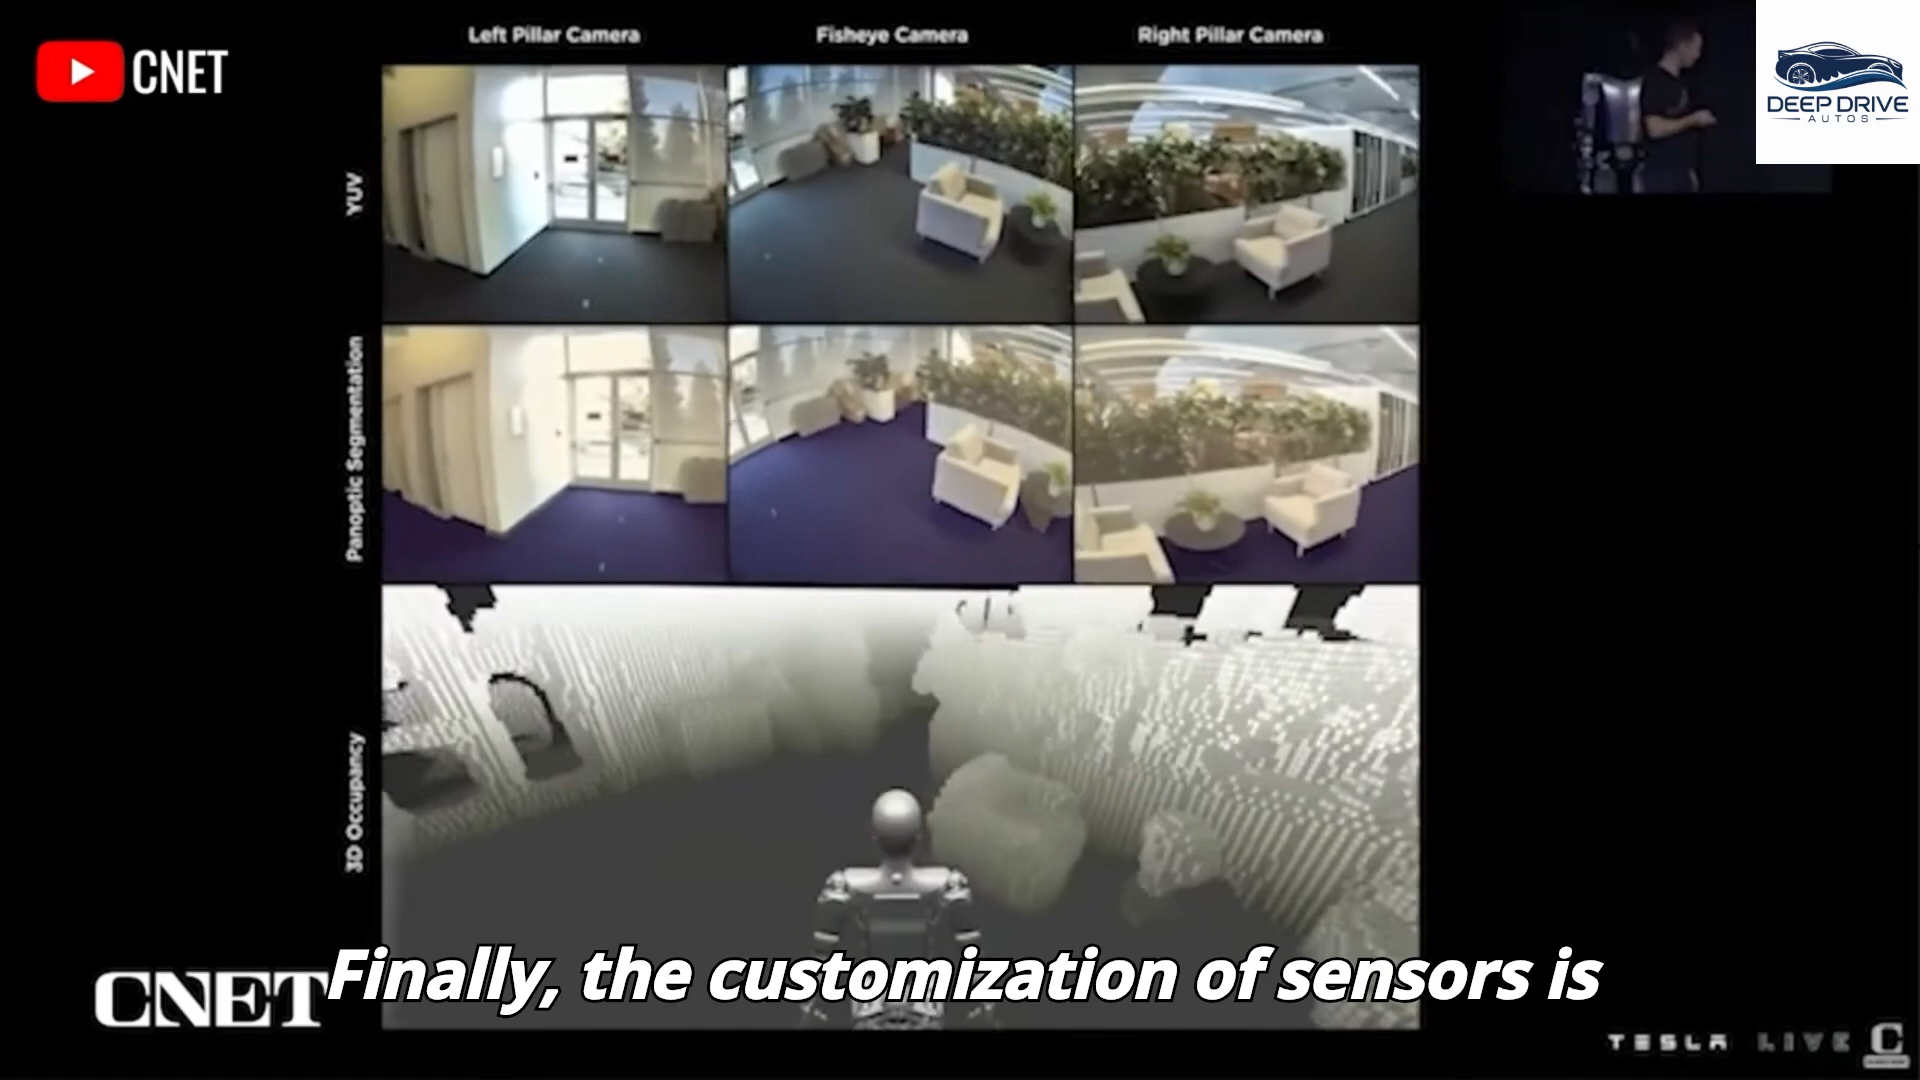 Left Pillar Camera
Fisheye Camera
Right Pillar Camera
CNET
DEEP DRIVE
AUTOS
YUV
Panoptic Segmentation
3D Occupancy
Finally, the customization of sensors is
CNET
TESLA LIVE